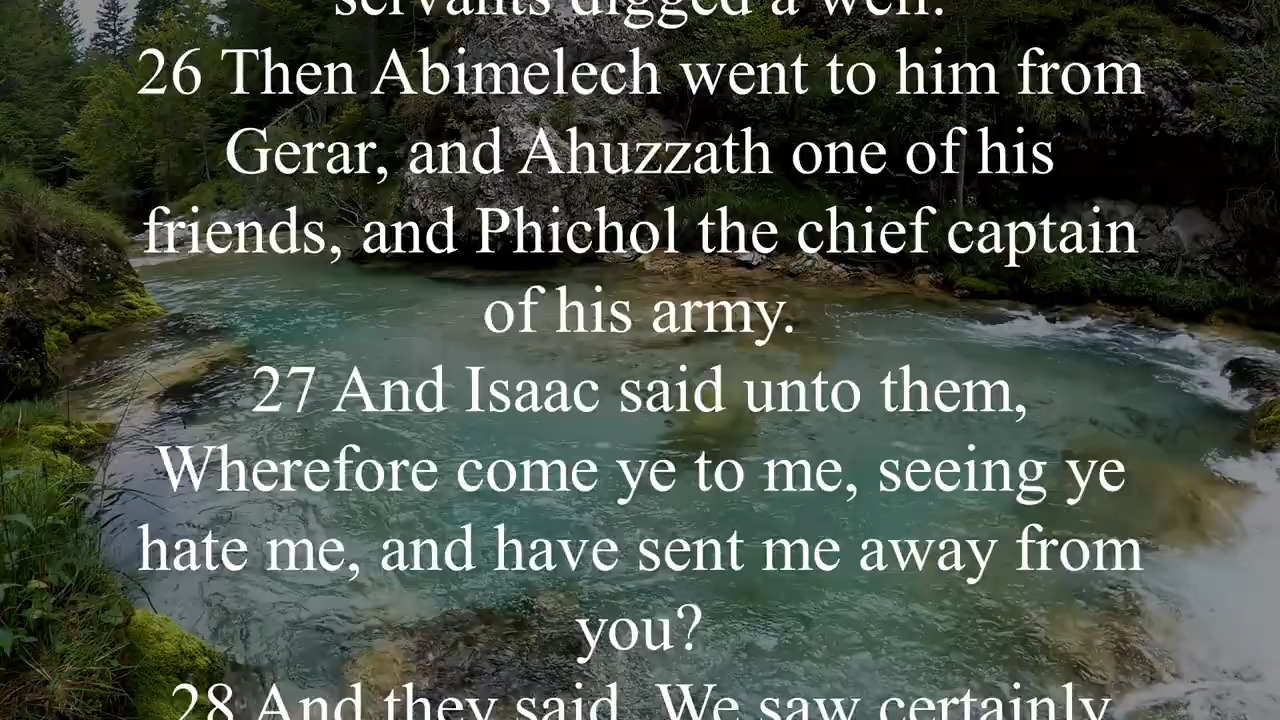 servants digged a well.
26 Then Abimelech went to him from
Gerar, and Ahuzzath one of his
friends, and Phichol the chief captain
of his army.
27 And Isaac said unto them,
Wherefore come ye to me, seeing ye
hate me, and have sent me away from
you?
28 And they said, We saw certainly